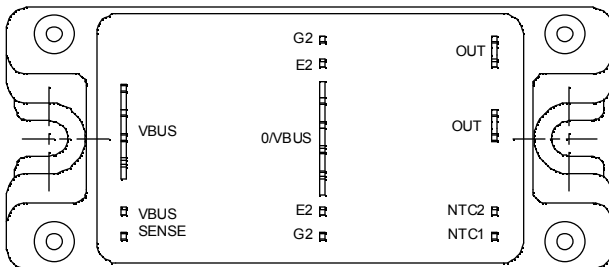 G2
OUT
E2
VBUS
0/VBUS
OUT
VBUS
SENSE
E2
G2
NTC2
NTC1